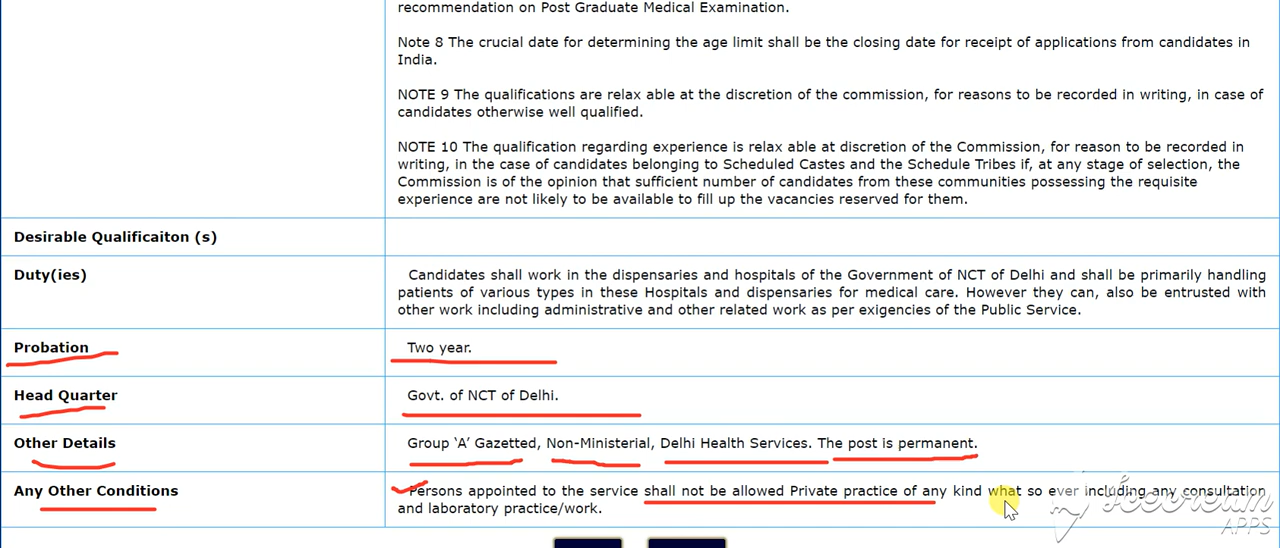 recommendation on Post Graduate Medical Examination.
Note 8 The crucial date for determining the age limit shall be the closing date for receipt of applications from candidates in
India.
NOTE 9 The qualifications are relax able at the discretion of the commission, for reasons to be recorded in writing, in case of
candidates otherwise well qualified.
NOTE 10 The qualification regarding experience is relax able at discretion of the Commission, for reason to be recorded in
writing, in the case of candidates belonging to Scheduled Castes and the Schedule Tribes if, at any stage of selection, the
Commission is of the opinion that sufficient number of candidates from these communities possessing the requisite
experience are not likely to be available to fill up the vacancies reserved for them.
Desirable Qualificaiton (s)
Duty(ies)
Candidates shall work in the dispensaries and hospitals of the Government of NCT of Delhi and shall be primarily handling
patients of various types in these Hospitals and dispensaries for medical care. However they can, also be entrusted with
other work including administrative and other related work as per exigencies of the Public Service.
Probation
Two year.
Head Quarter
Govt. of NCT of Delhi.
Other Details
Group ‘A’ Gazetted, Non-Ministerial, Delhi Health Services. The post is permanent.
Any Other Conditions
Persons appointed to the service shall not be allowed Private practice of any kind what so ever including any consultation
and laboratory practice/work.
Icecream
APPS